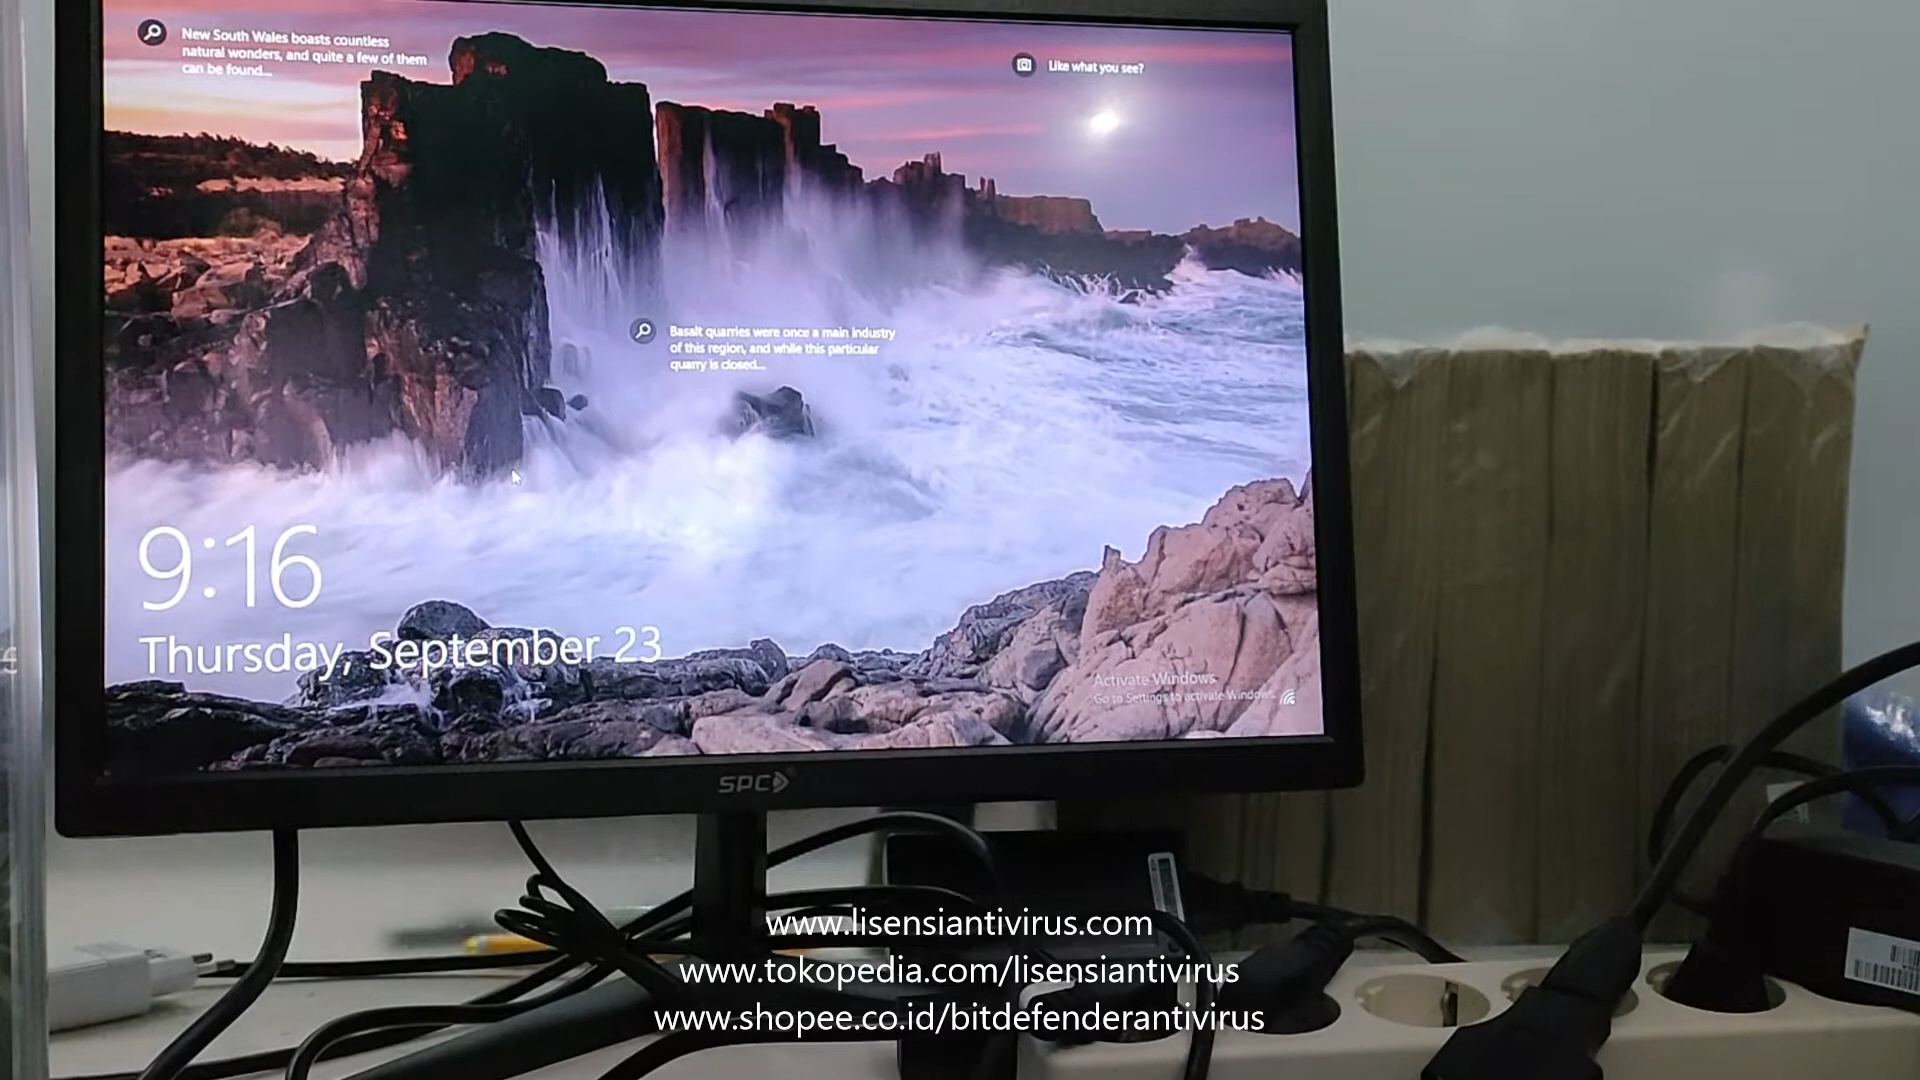 New South Wales boasts countless
natural wonders, and quite a few of them
can be found...
Like what you see?
Basalt quarries were once a main industry
of this region, and while this particular
quarry is closed...
9:16
Thursday, September 23
Activate Windows
Go to Settings to activate Windows.
SPC
www.lisensiantivirus.com
www.tokopedia.com/lisensiantivirus
www.shopee.co.id/bitdefenderantivirus